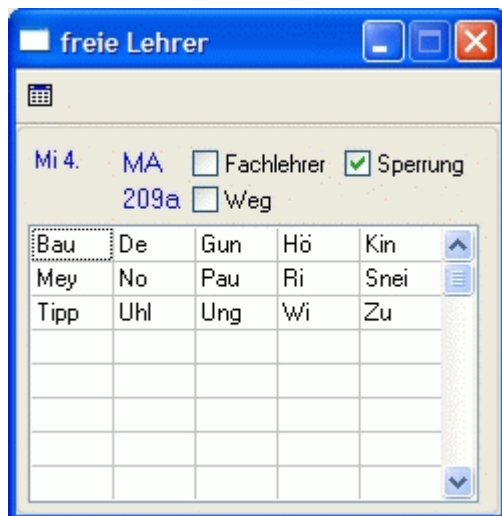 freie Lehrer
Mi 4. MA Fachlehrer Sperrung
209a Weg
Bau De Gun Hö Kin
Mey No Pau Ri Snei
Tipp Uhl Ung Wi Zu